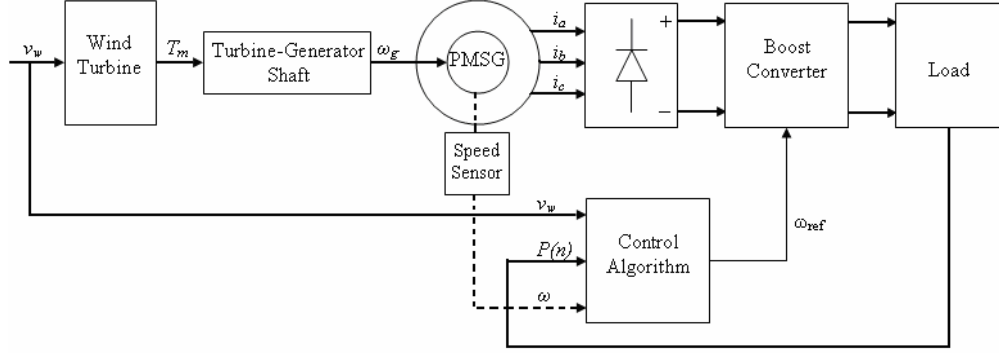 v_w
Wind
Turbine
T_m
Turbine-Generator
Shaft
ω_g
PMSG
i_a
i_b
i_c
+
−
Boost
Converter
Load
Speed
Sensor
v_w
P(n)
ω
Control
Algorithm
ω_ref